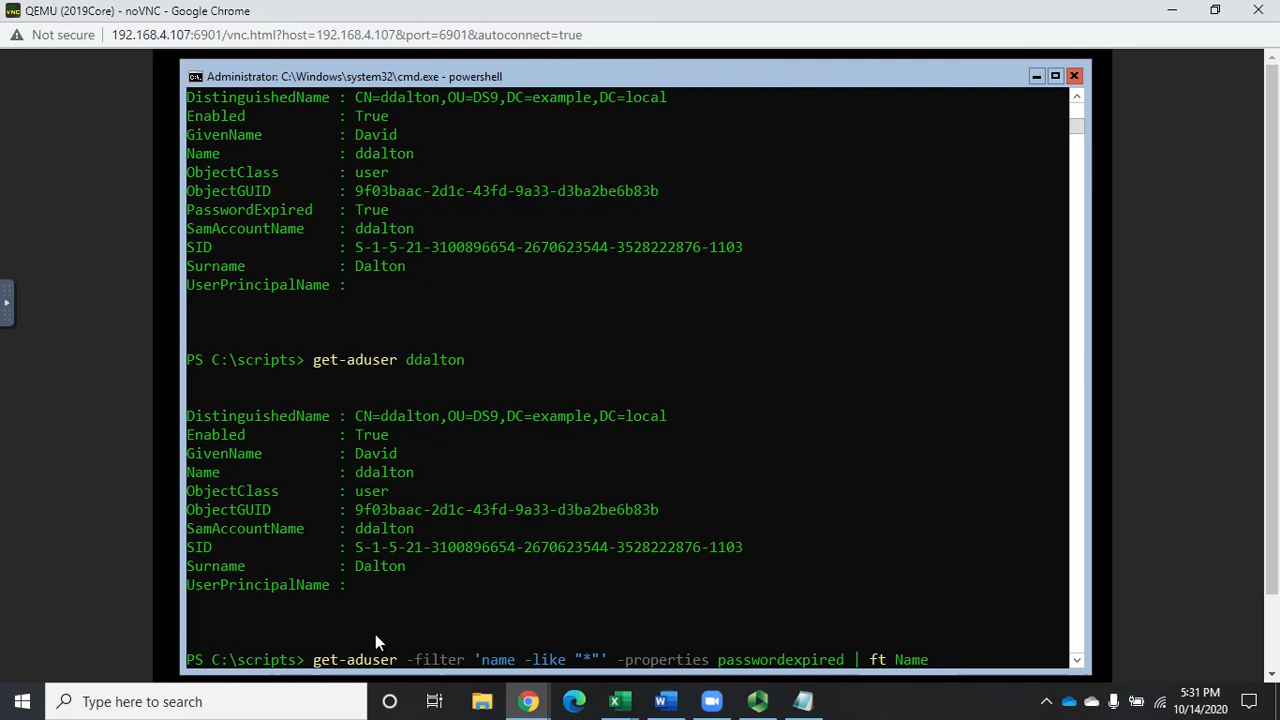 QEMU (2019Core) - noVNC - Google Chrome
Not secure 192.168.4.107:6901/vnc.html?host=192.168.4.107&port=6901&autoconnect=true
Administrator: C:\Windows\system32\cmd.exe - powershell
DistinguishedName : CN=ddalton,OU=DS9,DC=example,DC=local
Enabled : True
GivenName : David
Name : ddalton
ObjectClass : user
ObjectGUID : 9f03baac-2d1c-43fd-9a33-d3ba2be6b83b
PasswordExpired : True
SamAccountName : ddalton
SID : S-1-5-21-3100896654-2670623544-3528222876-1103
Surname : Dalton
UserPrincipalName :
PS C:\scripts> get-aduser ddalton
DistinguishedName : CN=ddalton,OU=DS9,DC=example,DC=local
Enabled : True
GivenName : David
Name : ddalton
ObjectClass : user
ObjectGUID : 9f03baac-2d1c-43fd-9a33-d3ba2be6b83b
SamAccountName : ddalton
SID : S-1-5-21-3100896654-2670623544-3528222876-1103
Surname : Dalton
UserPrincipalName :
PS C:\scripts> get-aduser -filter 'name -like "*"' -properties passwordexpired | ft Name
Type here to search
5:31 PM
10/14/2020